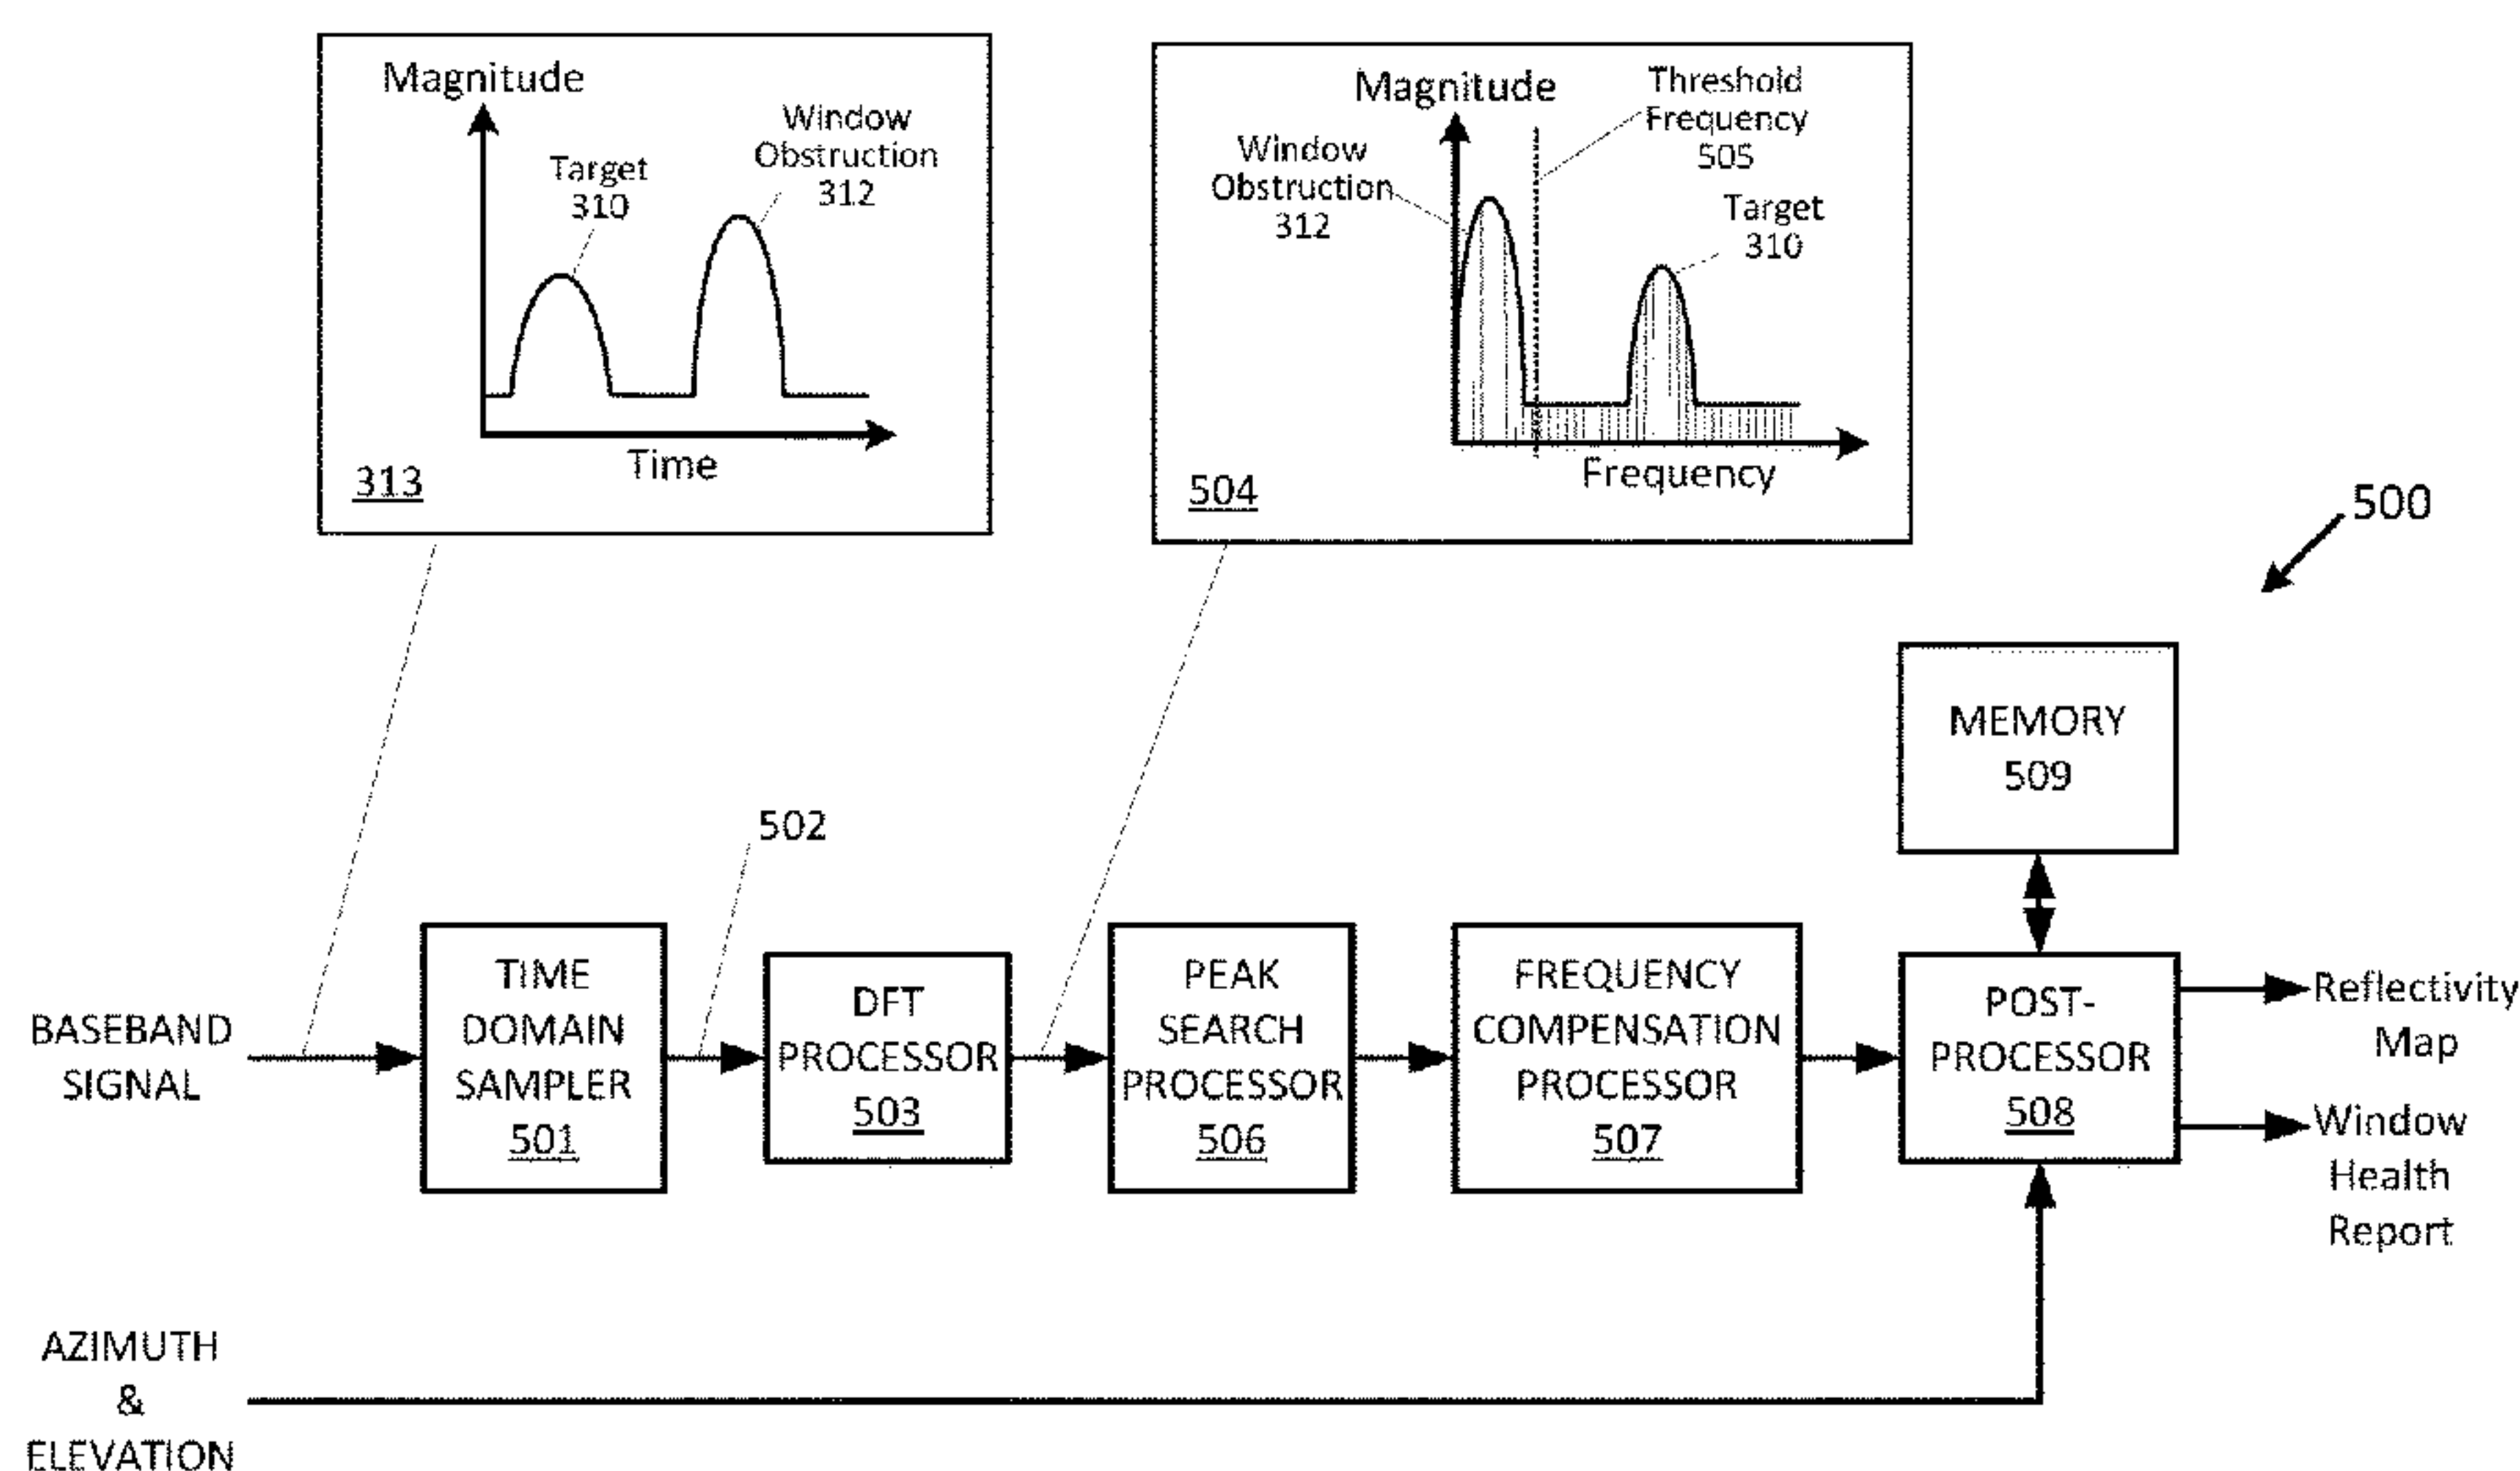 Magnitude
Target
310
Window
Obstruction
312
Time
313
Magnitude
Threshold
Frequency
505
Window
Obstruction
312
Target
310
Frequency
504
500
MEMORY
509
502
BASEBAND
SIGNAL
TIME
DOMAIN
SAMPLER
501
DFT
PROCESSOR
503
PEAK
SEARCH
PROCESSOR
506
FREQUENCY
COMPENSATION
PROCESSOR
507
POST-
PROCESSOR
508
Reflectivity
Map
Window
Health
Report
AZIMUTH
&
ELEVATION